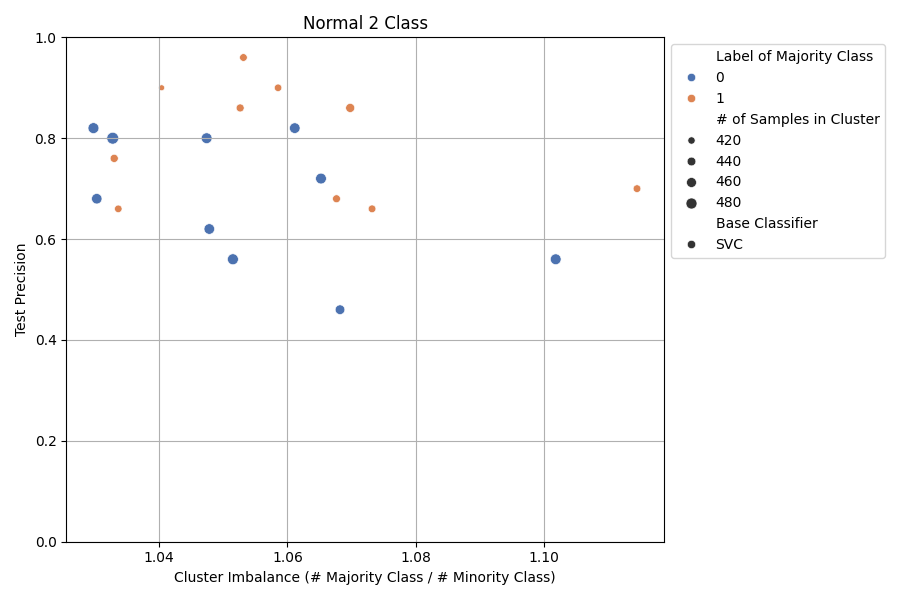 Normal 2 Class
Test Precision
1.0
0.8
0.6
0.4
0.2
0.0
1.04
1.06
1.08
1.10
Cluster Imbalance (# Majority Class / # Minority Class)
Label of Majority Class
0
1
# of Samples in Cluster
420
440
460
480
Base Classifier
SVC